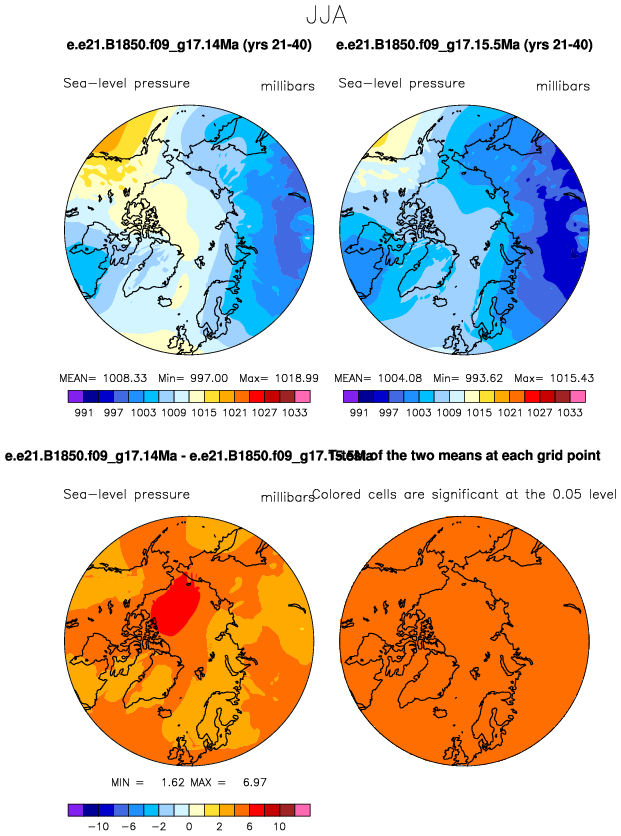 JJA
e.e21.B1850.f09_g17.14Ma (yrs 21-40)
e.e21.B1850.f09_g17.15.5Ma (yrs 21-40)
Sea-level pressure millibars
Sea-level pressure millibars
MEAN= 1008.33 Min= 997.00 Max= 1018.99
MEAN= 1004.08 Min= 993.62 Max= 1015.43
991 997 1003 1009 1015 1021 1027 1033
991 997 1003 1009 1015 1021 1027 1033
e.e21.B1850.f09_g17.14Ma - e.e21.B1850.f09_g17.15.5Ma
T-test of the two means at each grid point
Sea-level pressure millibars
Colored cells are significant at the 0.05 level
MIN = 1.62 MAX = 6.97
-10 -6 -2 0 2 6 10